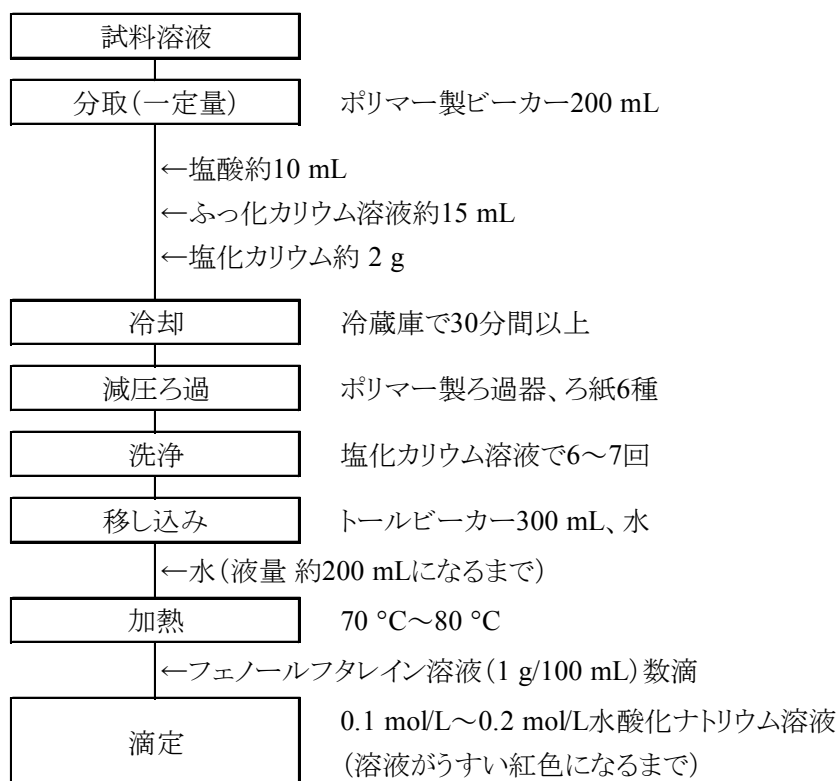 試料溶液
分取(一定量) ポリマー製ビーカー200 mL
←塩酸約10 mL
←ふっ化カリウム溶液約15 mL
←塩化カリウム約 2 g
冷却 冷蔵庫で30分間以上
減圧ろ過 ポリマー製ろ過器、ろ紙6種
洗浄 塩化カリウム溶液で6～7回
移し込み トールビーカー300 mL、水
←水(液量 約200 mLになるまで)
加熱 70 °C～80 °C
←フェノールフタレイン溶液(1 g/100 mL)数滴
滴定 0.1 mol/L～0.2 mol/L水酸化ナトリウム溶液
(溶液がうすい紅色になるまで)